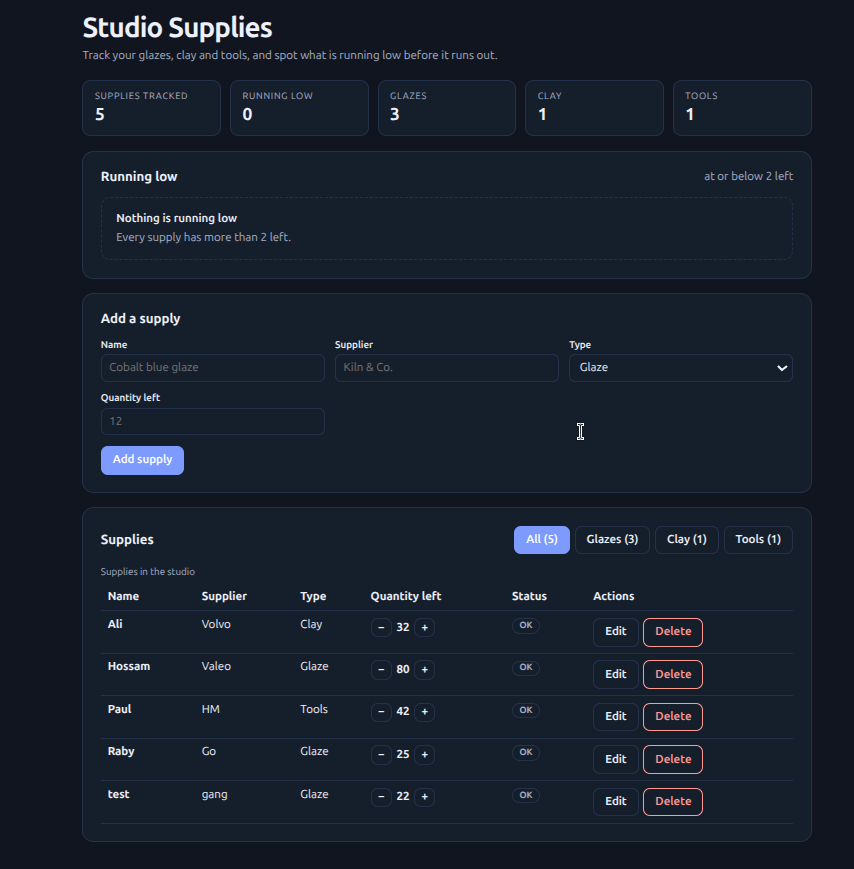 Studio Supplies
Track your glazes, clay and tools, and spot what is running low before it runs out.
SUPPLIES TRACKED RUNNING LOW GLAZES CLAY TOOLS
5 0 3 1 1
Running low at or below 2 left
Nothing is running low
Every supply has more than 2 left.
Add a supply
Name Supplier Type
Cobalt blue glaze Kiln & Co. Glaze
Quantity left
12
Add supply
Supplies All (5) Glazes (3) Clay (1) Tools (1)
Supplies in the studio
Name Supplier Type Quantity left Status Actions
Ali Volvo Clay − 32 + OK Edit Delete
Hossam Valeo Glaze − 80 + OK Edit Delete
Paul HM Tools − 42 + OK Edit Delete
Raby Go Glaze − 25 + OK Edit Delete
test gang Glaze − 22 + OK Edit Delete